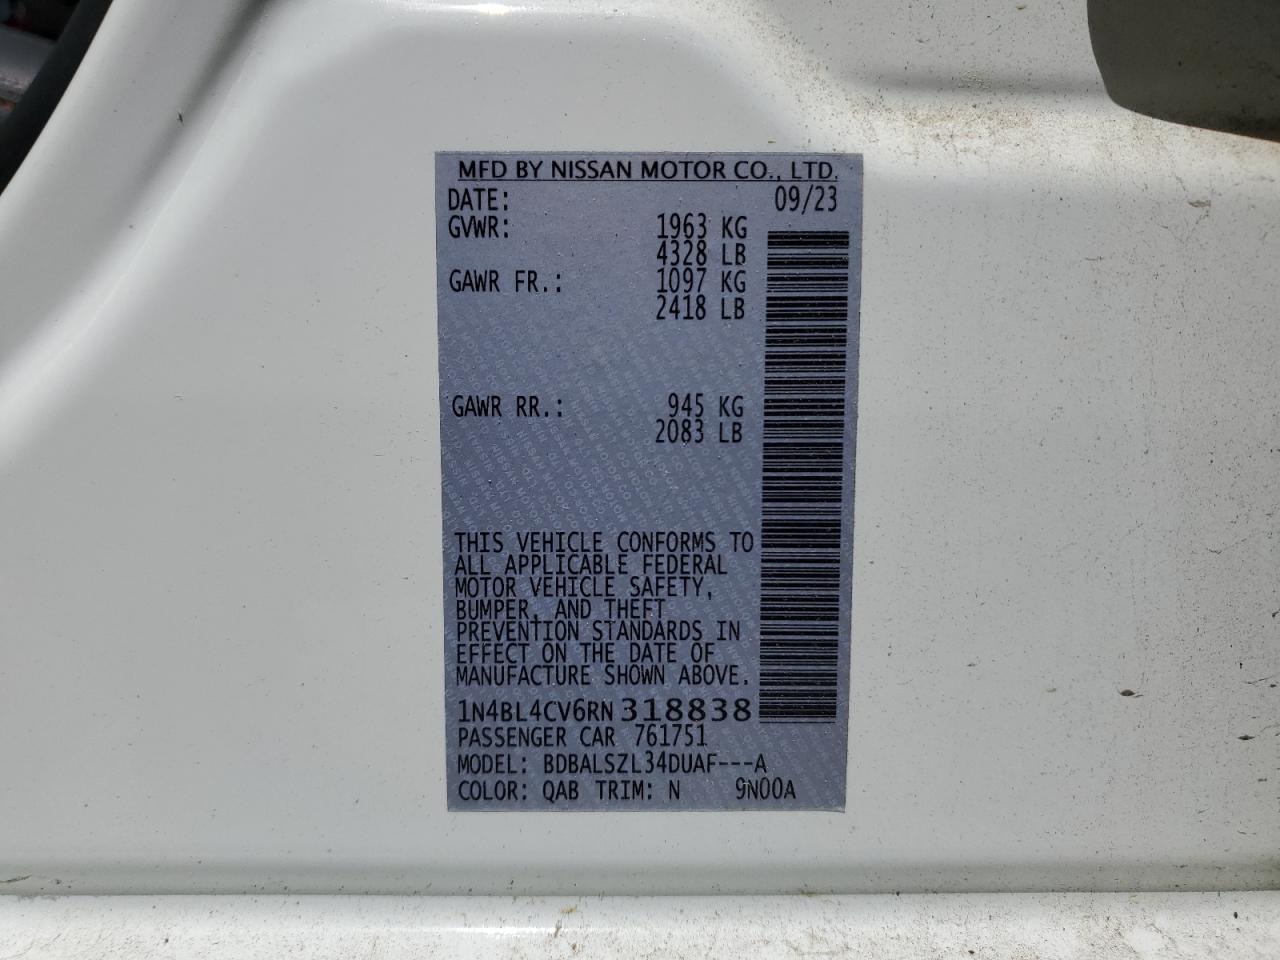 MFD BY NISSAN MOTOR CO., LTD.
DATE: 09/23
GVWR: 1963 KG
4328 LB
GAWR FR.: 1097 KG
2418 LB
GAWR RR.: 945 KG
2083 LB
THIS VEHICLE CONFORMS TO
ALL APPLICABLE FEDERAL
MOTOR VEHICLE SAFETY,
BUMPER, AND THEFT
PREVENTION STANDARDS IN
EFFECT ON THE DATE OF
MANUFACTURE SHOWN ABOVE.
1N4BL4CV6RN318838
PASSENGER CAR 761751
MODEL: BDBALSZL34DUAF---A
COLOR: QAB TRIM: N 9N00A